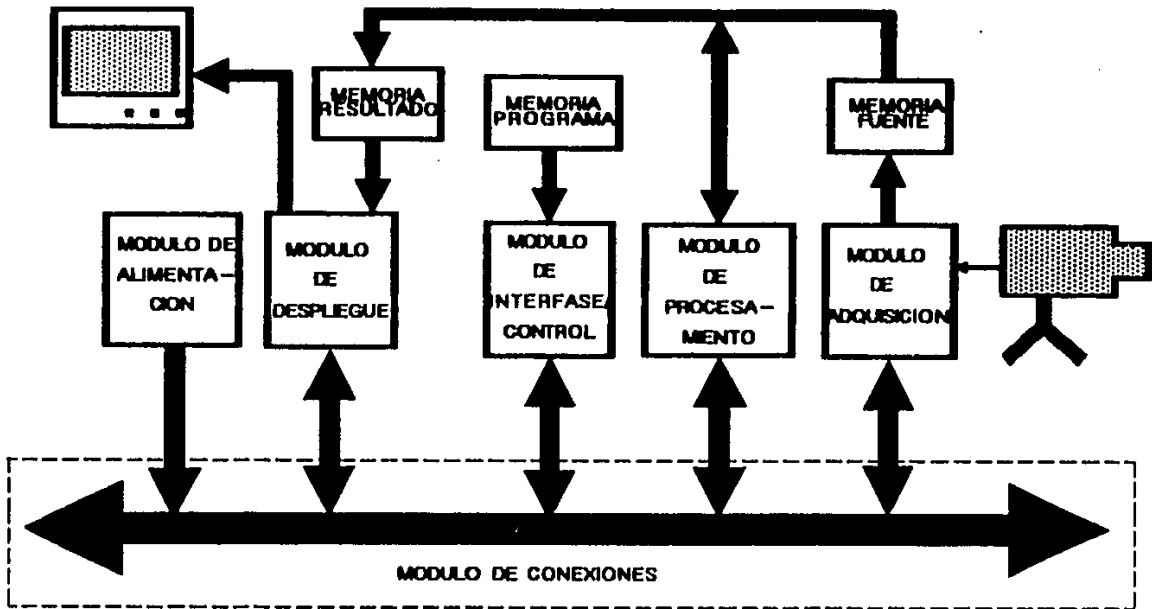 MEMORIA
RESULTADO
MEMORIA
PROGRAMA
MEMORIA
FUENTE
MODULO DE
ALIMENTA-
CION
MODULO
DE
DESPLIEGUE
MODULO
DE
INTERFASE/
CONTROL
MODULO
DE
PROCESA-
MIENTO
MODULO
DE
ADQUISICION
MODULO DE CONEXIONES